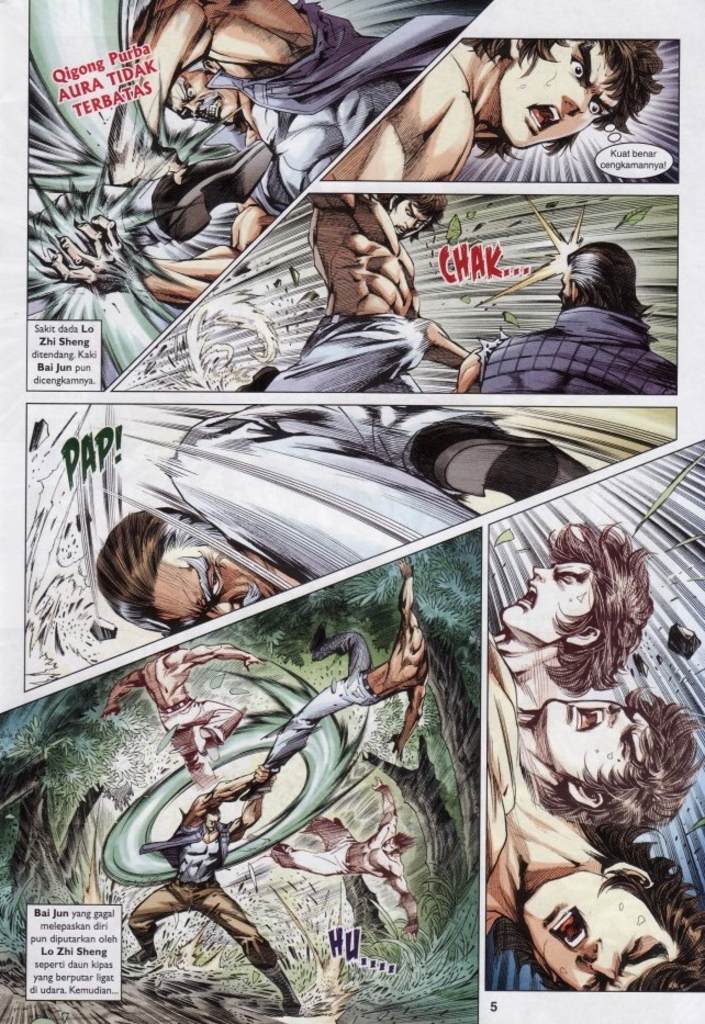 Qigong Purba
AURA TIDAK
TERBATAS
Kuat benar
cengkamannya!
CHAK....
Sakit dada Lo
Zhi Sheng
ditendang. Kaki
Bai Jun pun
dicengkamnya.
PAP!
Bai Jun yang gagal
melepaskan diri
pun diputarkan oleh
Lo Zhi Sheng
seperti daun kipas
yang berputar ligat
di udara. Kemudian...
HU.....
5